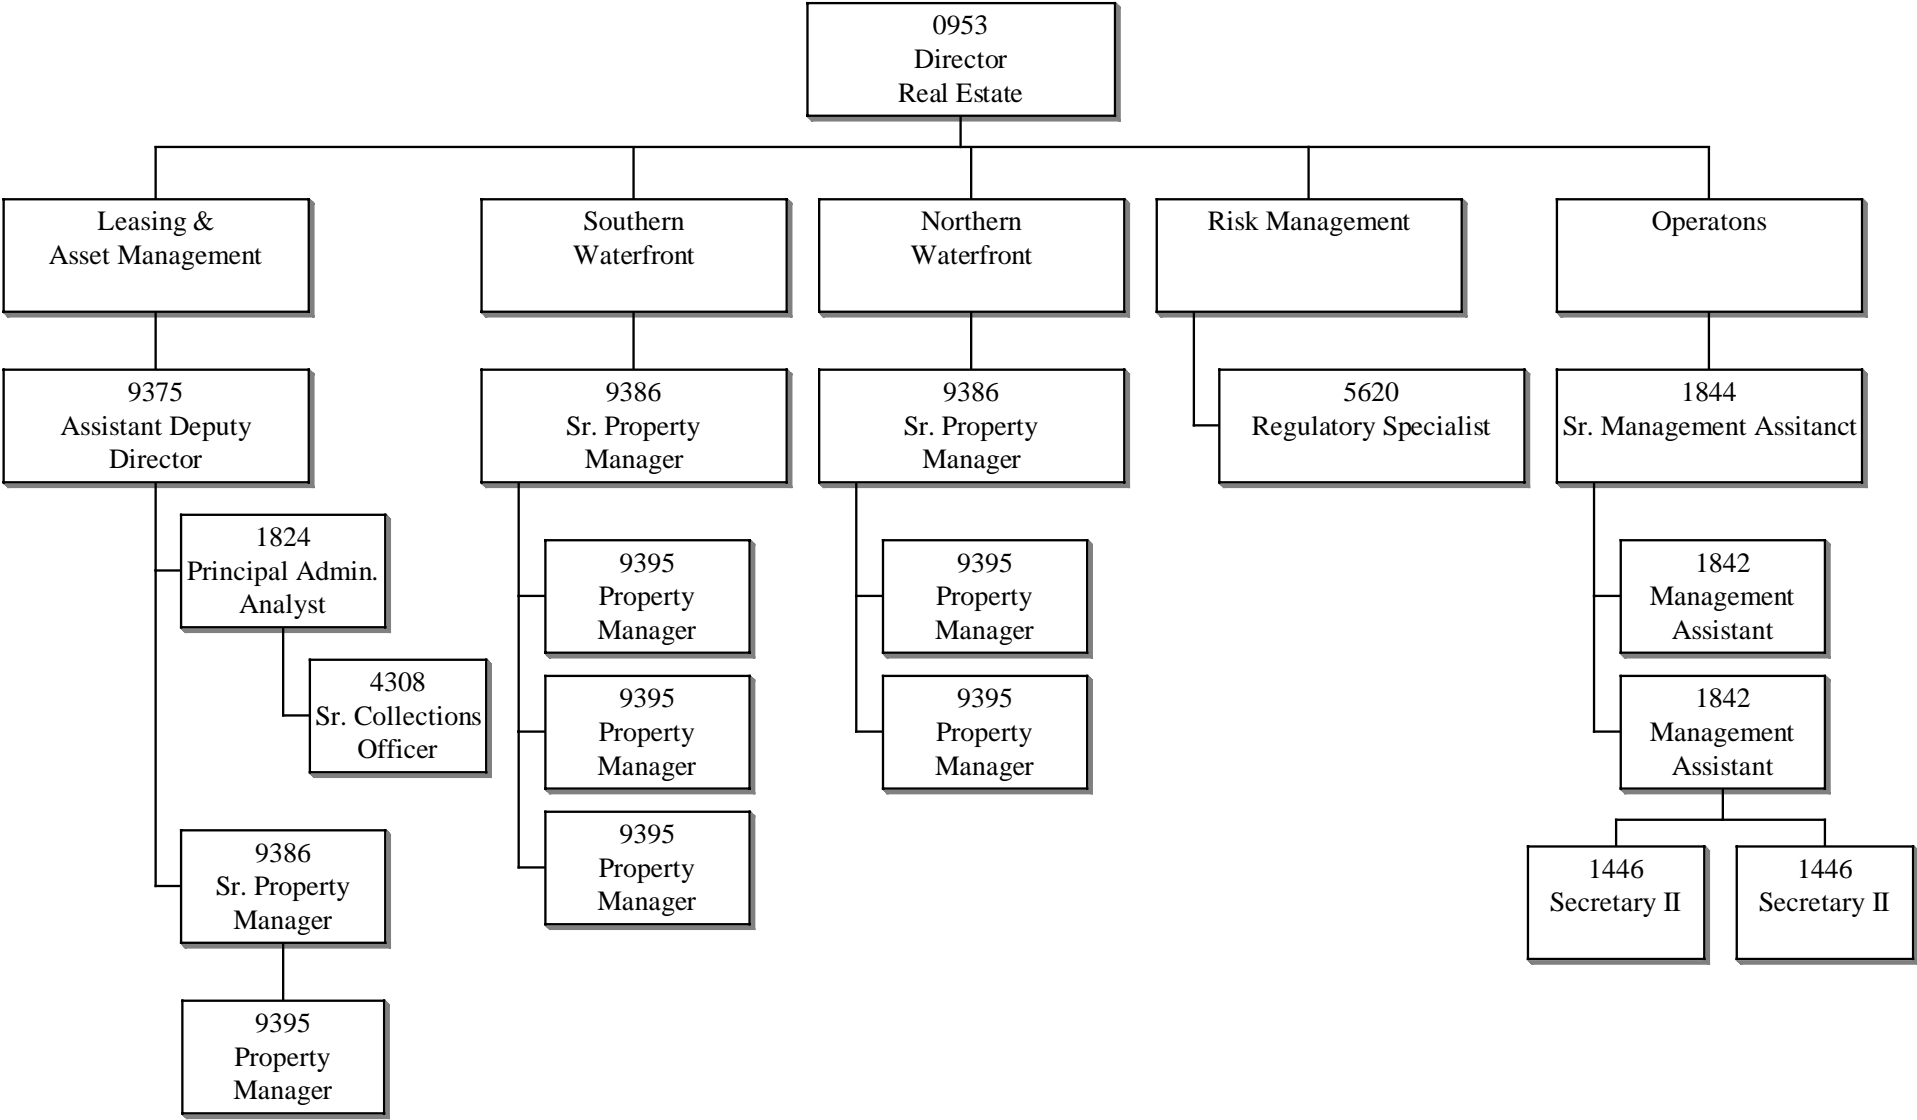 0953
Director
Real Estate
Leasing &
Asset Management
Southern
Waterfront
Northern
Waterfront
Risk Management
Operatons
9375
Assistant Deputy
Director
9386
Sr. Property
Manager
9386
Sr. Property
Manager
5620
Regulatory Specialist
1844
Sr. Management Assitanct
1824
Principal Admin.
Analyst
4308
Sr. Collections
Officer
9386
Sr. Property
Manager
9395
Property
Manager
9395
Property
Manager
9395
Property
Manager
9395
Property
Manager
9395
Property
Manager
9395
Property
Manager
1842
Management
Assistant
1842
Management
Assistant
1446
Secretary II
1446
Secretary II